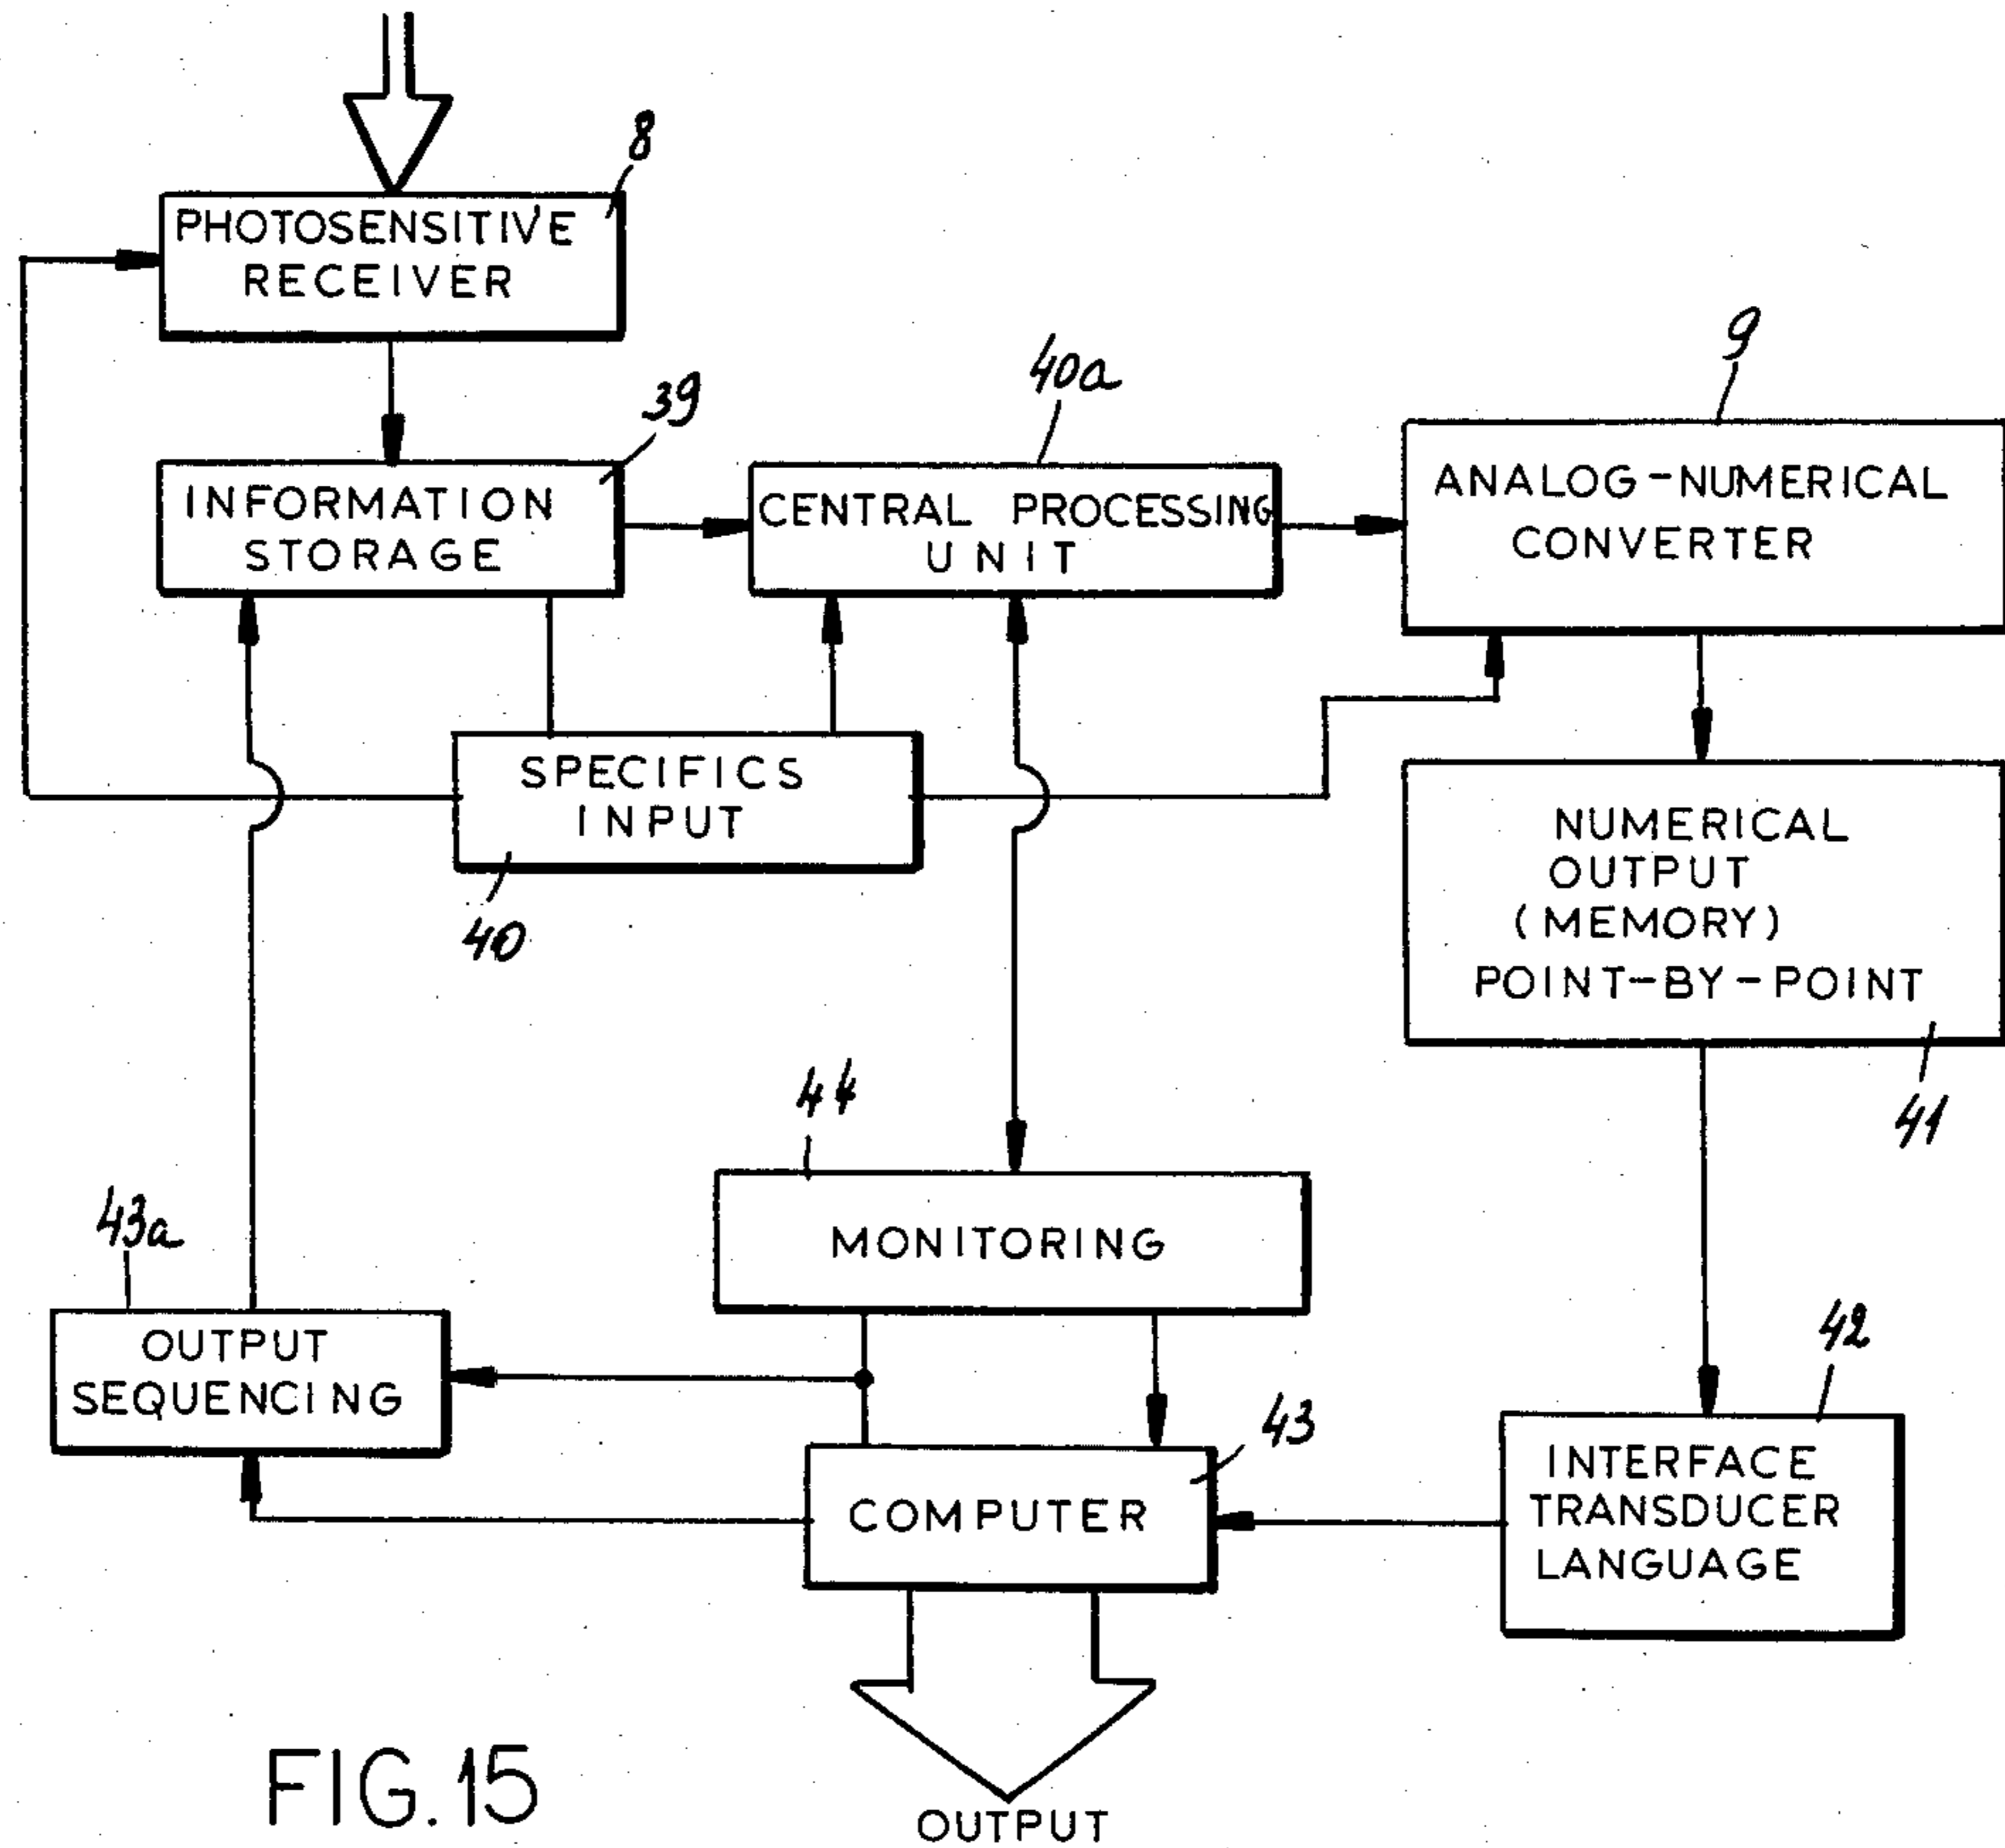 8
PHOTOSENSITIVE
RECEIVER
39
INFORMATION
STORAGE
40a
CENTRAL PROCESSING
UNIT
9
ANALOG-NUMERICAL
CONVERTER
SPECIFICS
INPUT
40
NUMERICAL
OUTPUT
(MEMORY)
POINT-BY-POINT
41
44
MONITORING
43a
OUTPUT
SEQUENCING
43
COMPUTER
42
INTERFACE
TRANSDUCER
LANGUAGE
OUTPUT
FIG.15